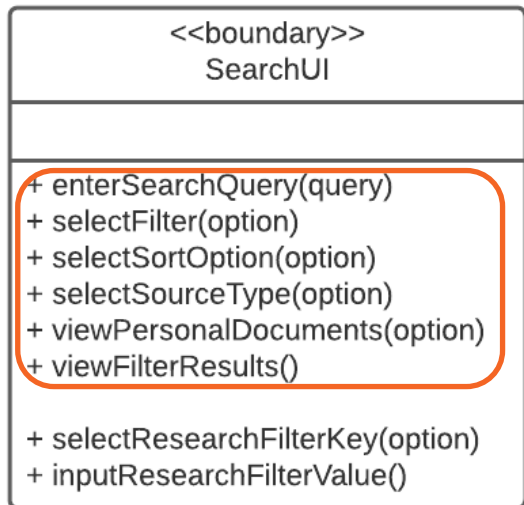 <<boundary>>
SearchUI
+ enterSearchQuery(query)
+ selectFilter(option)
+ selectSortOption(option)
+ selectSourceType(option)
+ viewPersonalDocuments(option)
+ viewFilterResults()
+ selectResearchFilterKey(option)
+ inputResearchFilterValue()